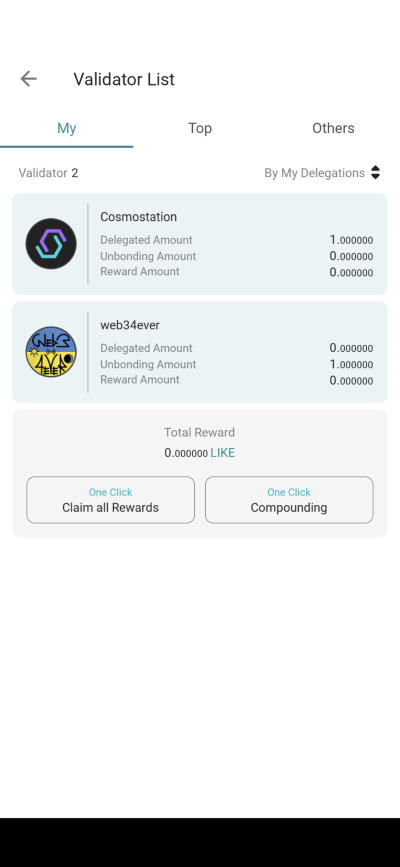 Validator List
My Top Others
Validator 2 By My Delegations
Cosmostation
Delegated Amount 1.000000
Unbonding Amount 0.000000
Reward Amount 0.000000
WEB3
4EVER
web34ever
Delegated Amount 0.000000
Unbonding Amount 1.000000
Reward Amount 0.000000
Total Reward
0.000000 LIKE
One Click One Click
Claim all Rewards Compounding